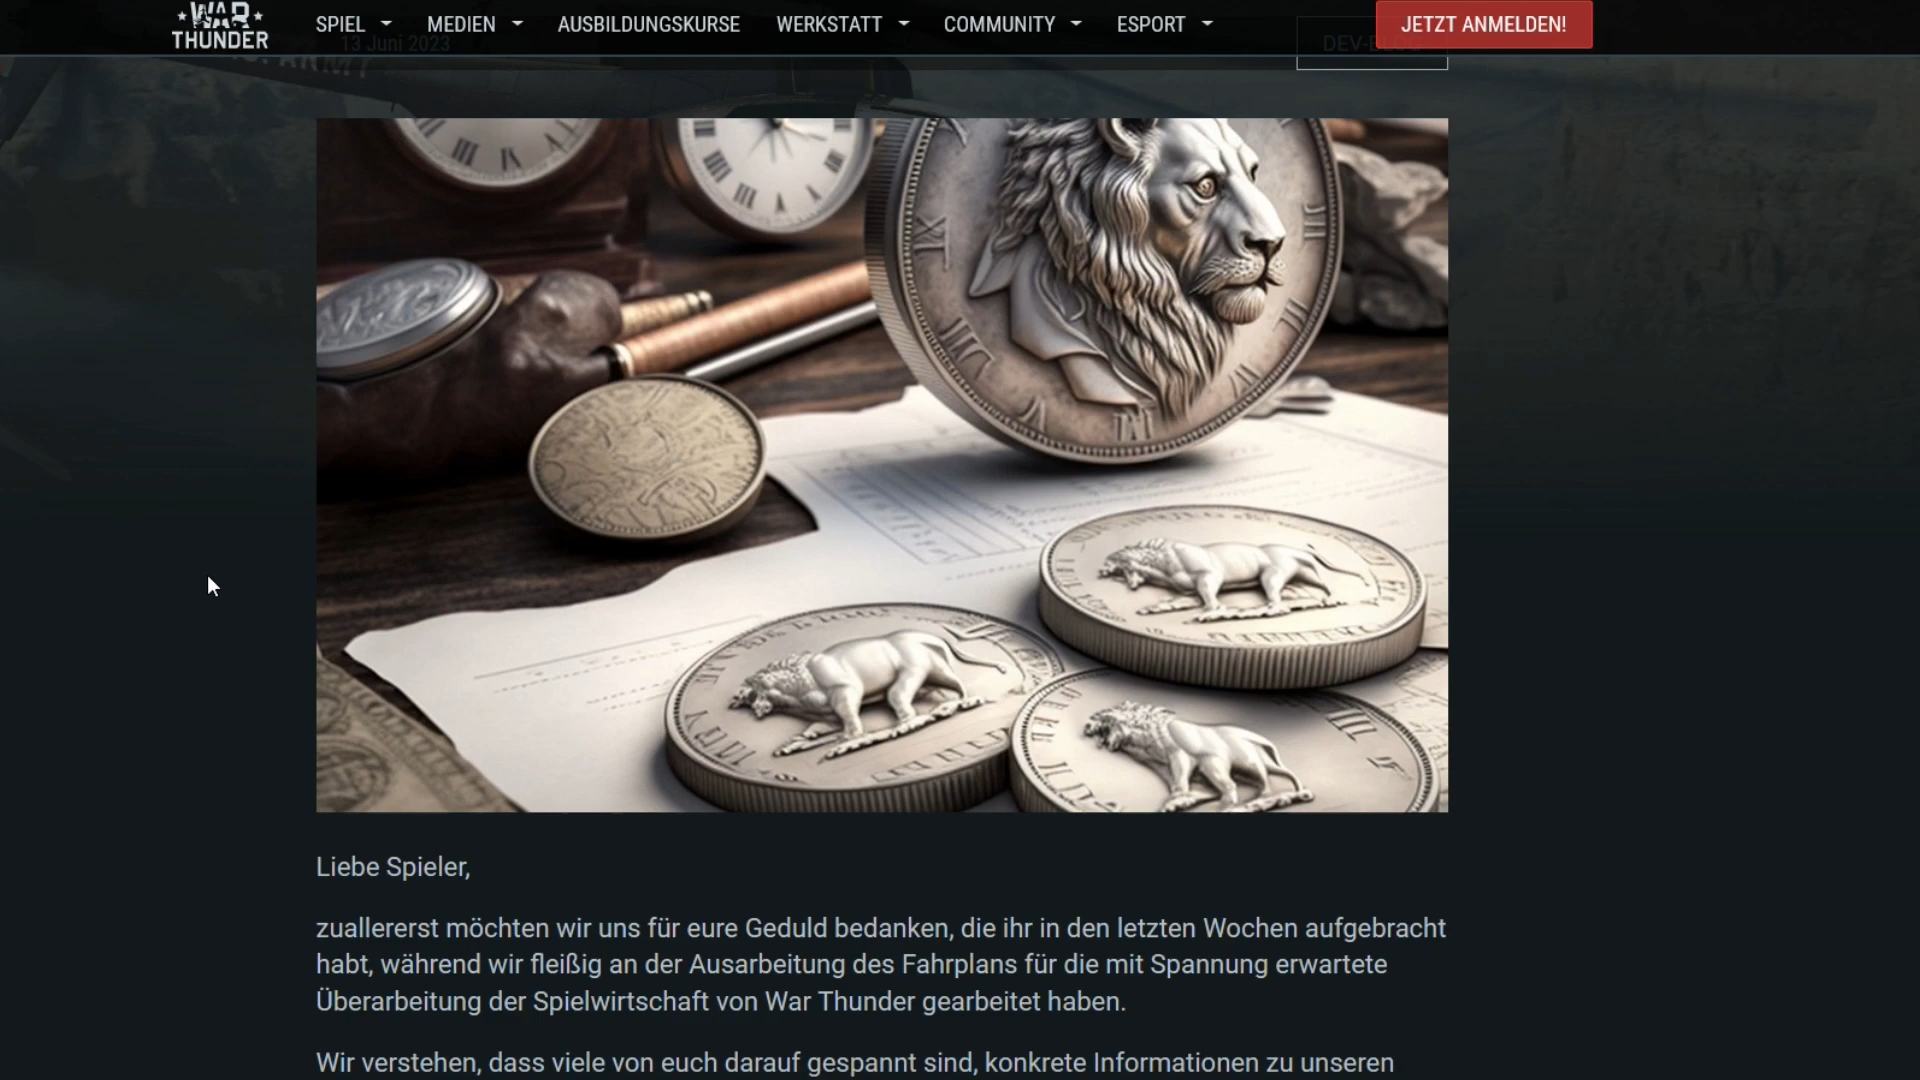 WAR THUNDER
SPIEL MEDIEN AUSBILDUNGSKURSE WERKSTATT COMMUNITY ESPORT JETZT ANMELDEN!
13 Juni 2023
Liebe Spieler,
zuallererst möchten wir uns für eure Geduld bedanken, die ihr in den letzten Wochen aufgebracht
habt, während wir fleißig an der Ausarbeitung des Fahrplans für die mit Spannung erwartete
Überarbeitung der Spielwirtschaft von War Thunder gearbeitet haben.
Wir verstehen, dass viele von euch darauf gespannt sind, konkrete Informationen zu unseren